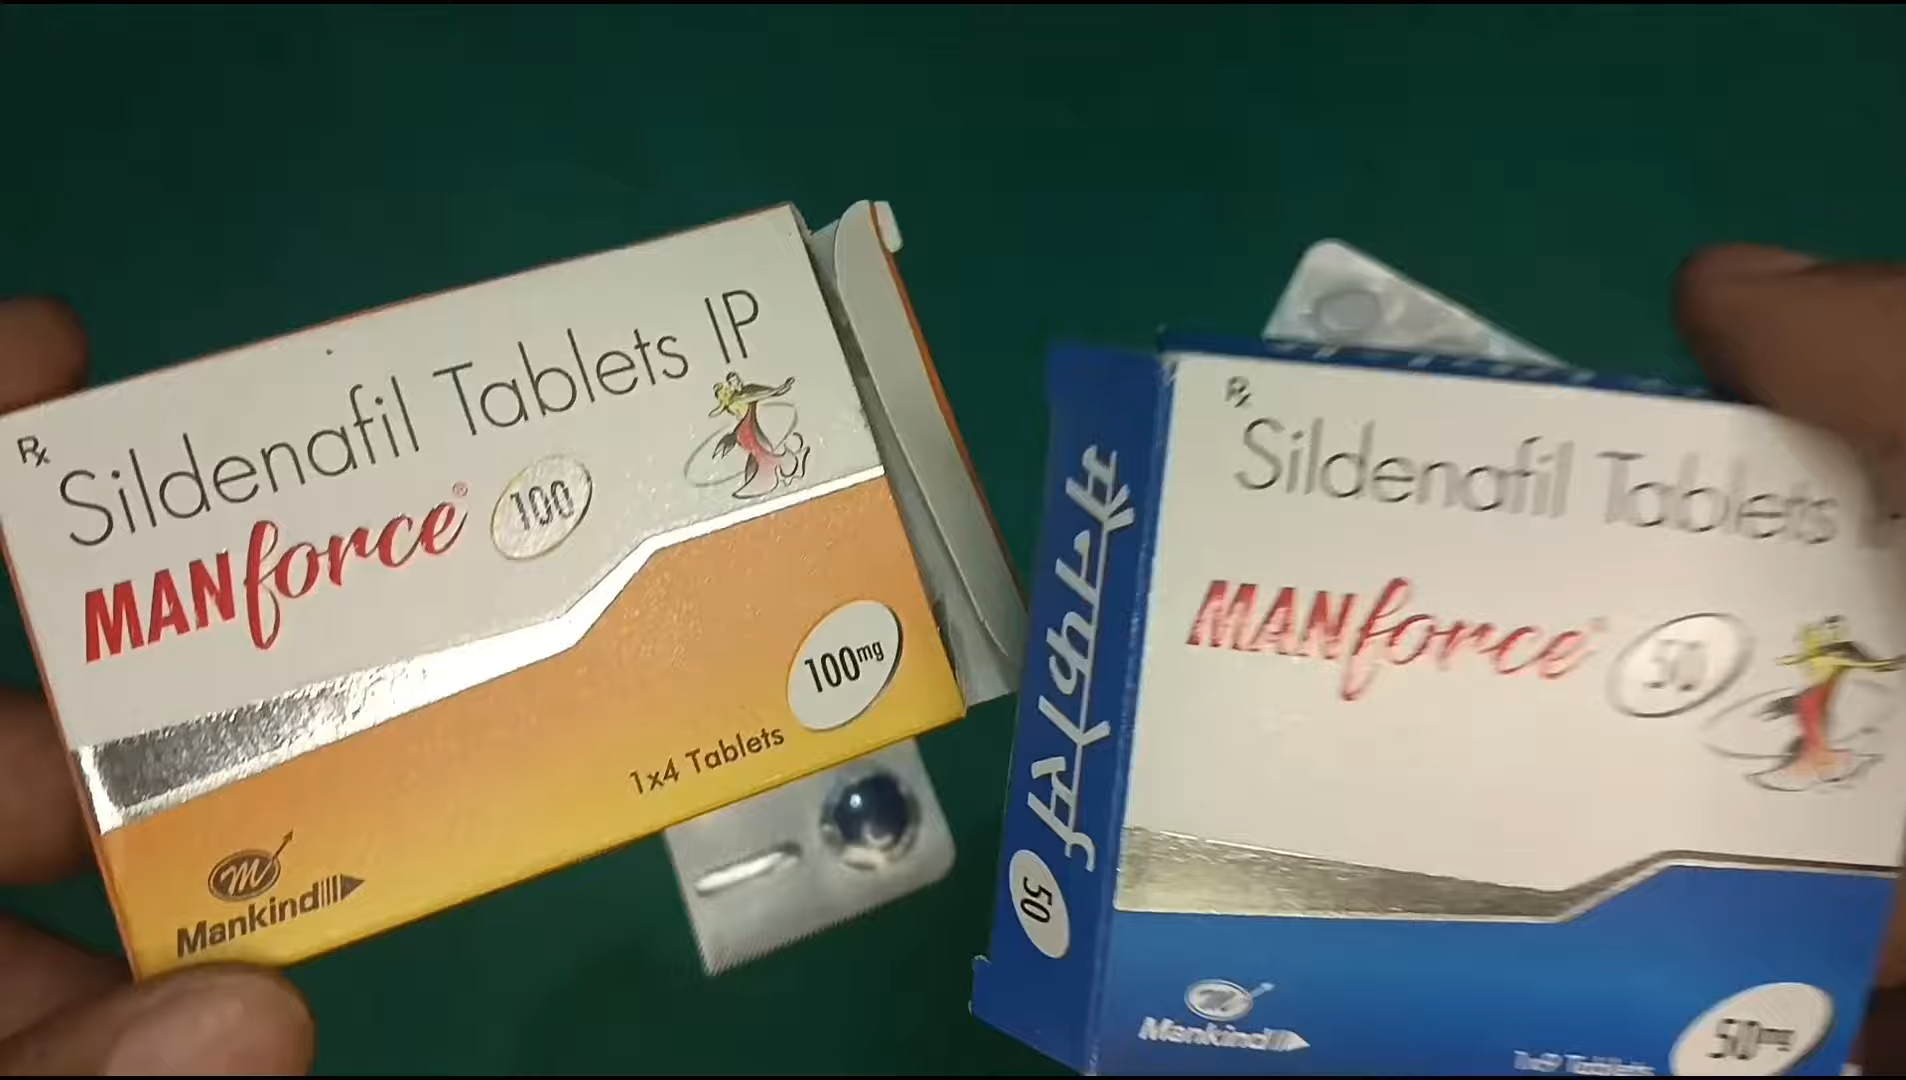 Rx
Sildenafil Tablets IP
MANforce® 100
100mg
1x4 Tablets
m
Mankind
मैनफोर्स
50
Rx
Sildenafil Tablets
MANforce® 50
Mankind
50mg
Tablets